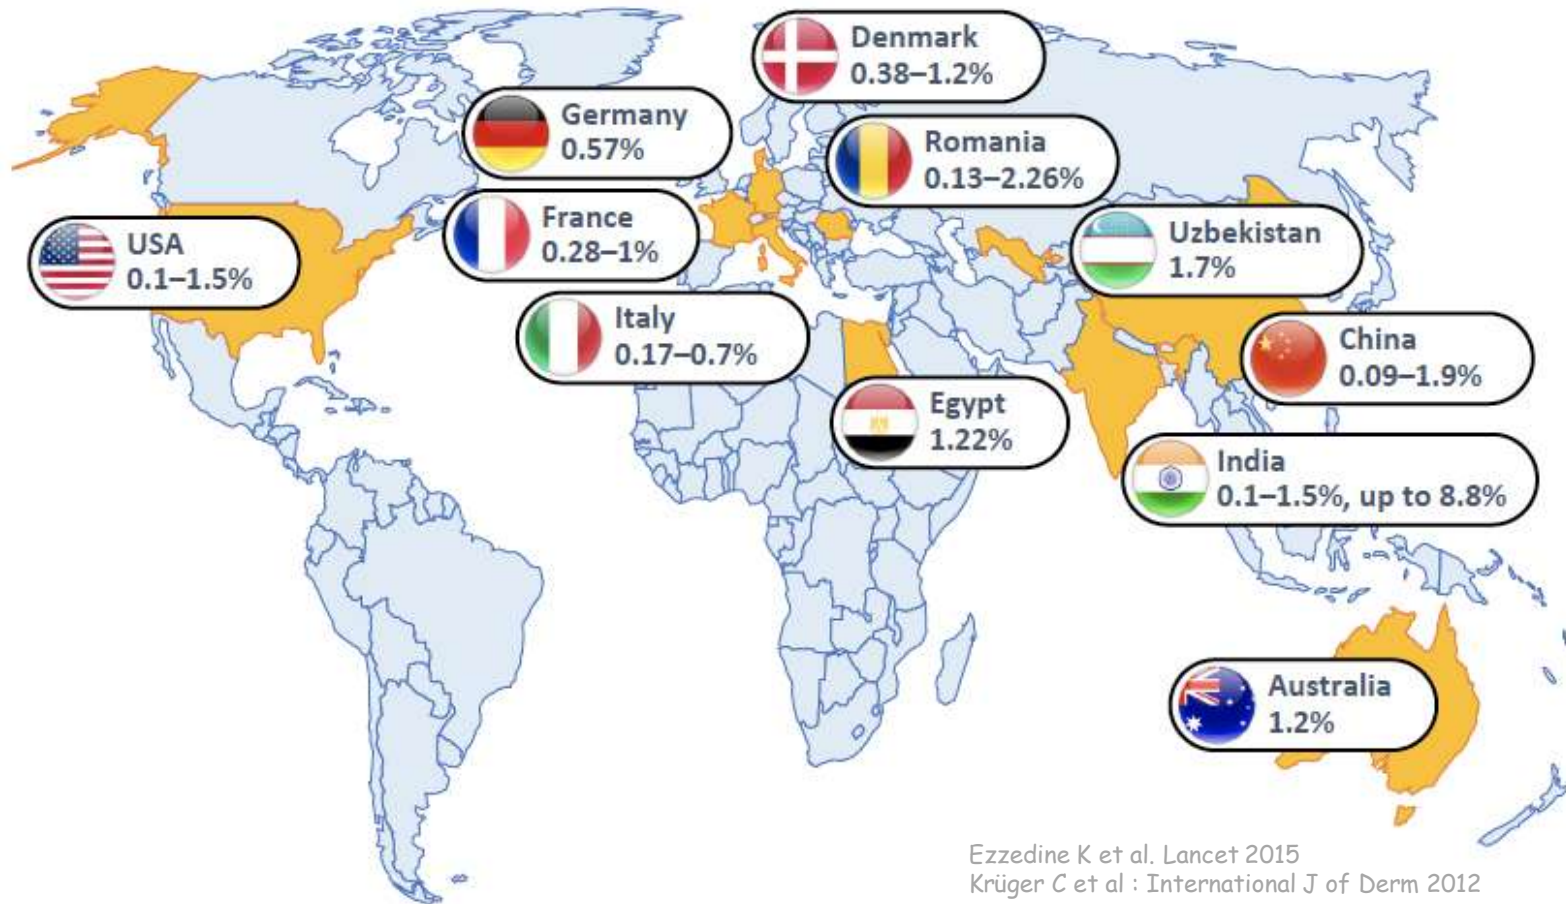 Denmark
0.38–1.2%
Germany
0.57%
Romania
0.13–2.26%
France
0.28–1%
USA
0.1–1.5%
Uzbekistan
1.7%
Italy
0.17–0.7%
China
0.09–1.9%
Egypt
1.22%
India
0.1–1.5%, up to 8.8%
Australia
1.2%
Ezzedine K et al. Lancet 2015
Krüger C et al : International J of Derm 2012